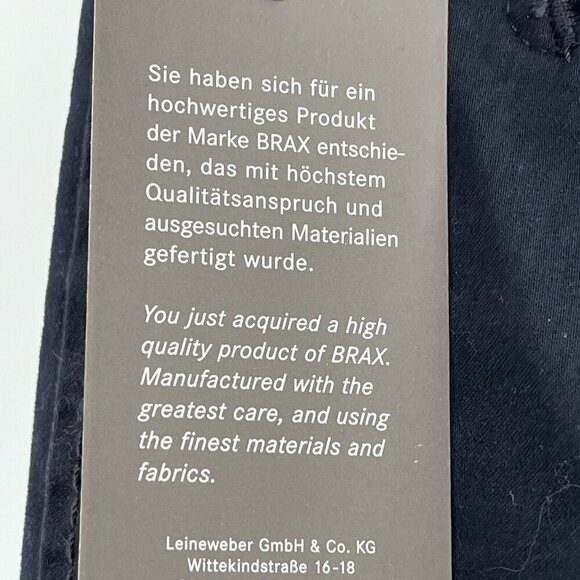 Sie haben sich für ein
hochwertiges Produkt
der Marke BRAX entschie-
den, das mit höchstem
Qualitätsanspruch und
ausgesuchten Materialien
gefertigt wurde.
You just acquired a high
quality product of BRAX.
Manufactured with the
greatest care, and using
the finest materials and
fabrics.
Leineweber GmbH & Co. KG
Wittekindstraße 16-18